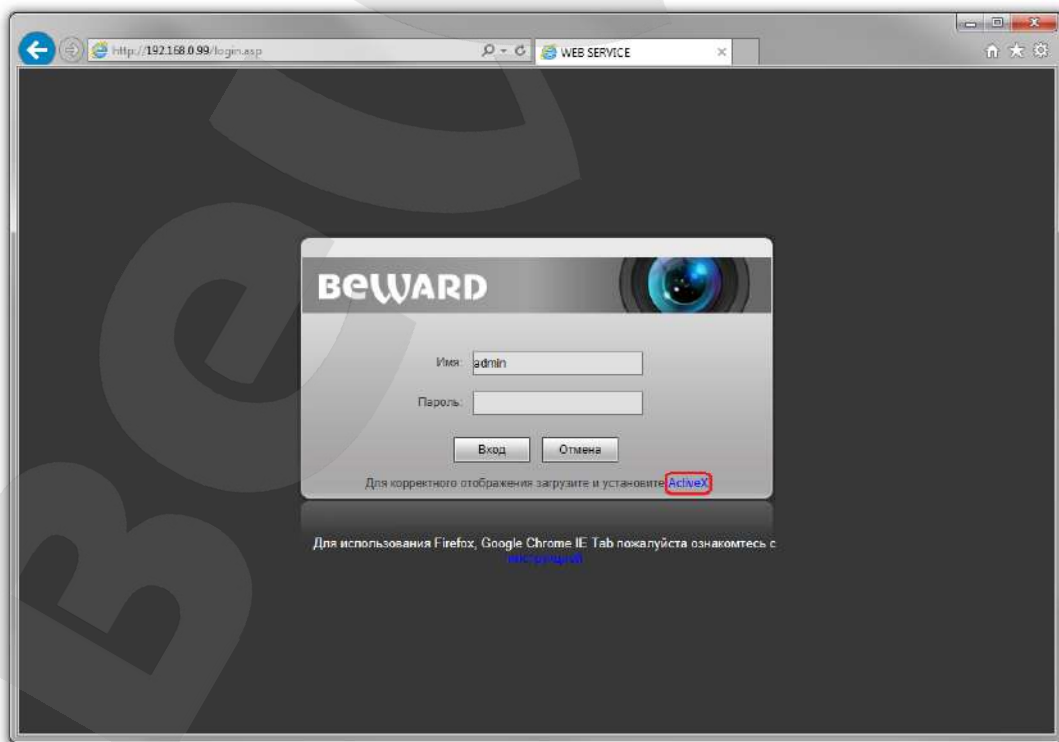 http://192.168.0.99/login.asp
WEB SERVICE
BEWARD
Имя: admin
Пароль:
Вход Отмена
Для корректного отображения загрузите и установите ActiveX
Для использования Firefox, Google Chrome IE Tab пожалуйста ознакомтесь с
инструкцией